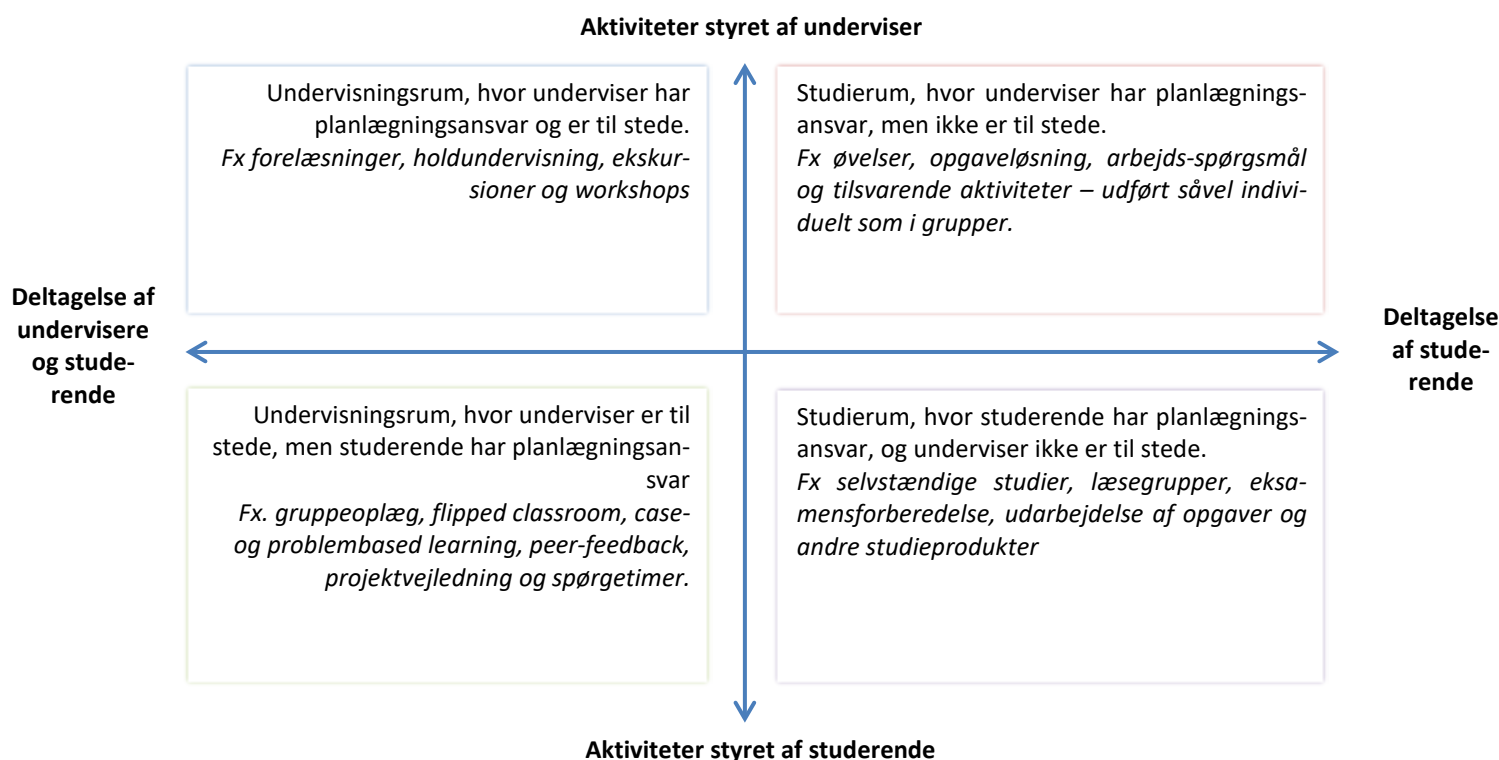 Aktiviteter styret af underviser
Undervisningsrum, hvor underviser har
planlægningsansvar og er til stede.
Fx forelæsninger, holdundervisning, ekskur-
sioner og workshops
Studierum, hvor underviser har planlægnings-
ansvar, men ikke er til stede.
Fx øvelser, opgaveløsning, arbejds-spørgsmål
og tilsvarende aktiviteter – udført såvel indivi-
duelt som i grupper.
Deltagelse af
undervisere
og stude-
rende
Deltagelse
af stude-
rende
Undervisningsrum, hvor underviser er til
stede, men studerende har planlægningsan-
svar
Fx. gruppeoplæg, flipped classroom, case-
og problembased learning, peer-feedback,
projektvejledning og spørgetimer.
Studierum, hvor studerende har planlægnings-
ansvar, og underviser ikke er til stede.
Fx selvstændige studier, læsegrupper, eksa-
mensforberedelse, udarbejdelse af opgaver og
andre studieprodukter
Aktiviteter styret af studerende